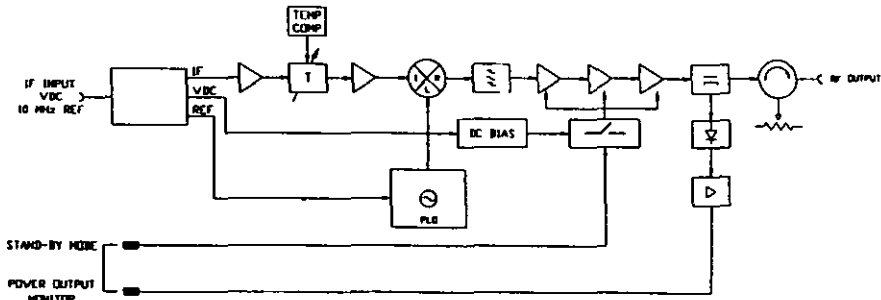 TEMP
COMP
IF INPUT
VDC
10 MHz REF
IF
VDC
REF
T
I
R
L
RF OUTPUT
DC BIAS
PLO
STAND-BY MODE
POWER OUTPUT
MONITOR